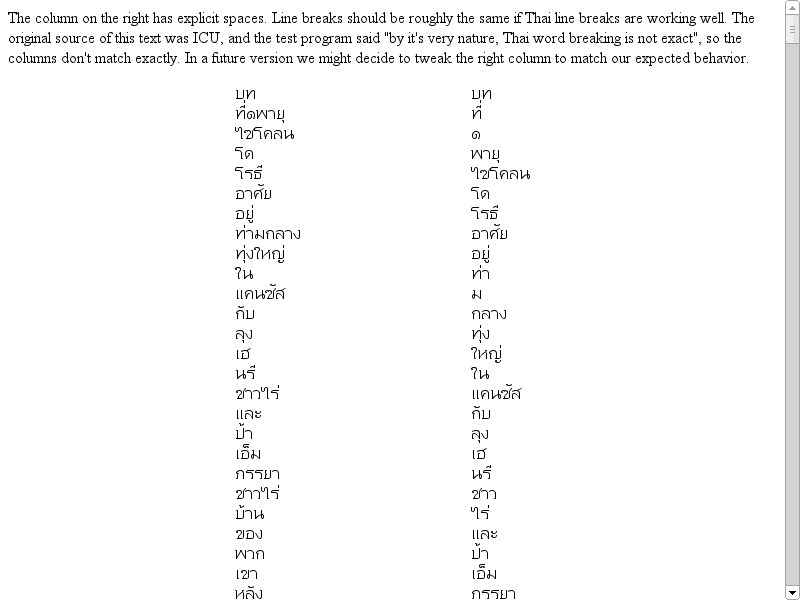 The column on the right has explicit spaces. Line breaks should be roughly the same if Thai line breaks are working well. The
original source of this text was ICU, and the test program said "by it's very nature, Thai word breaking is not exact", so the
columns don't match exactly. In a future version we might decide to tweak the right column to match our expected behavior.
บท
ที่๑พายุ
ไซโคลน
โด
โรธี
อาศัย
อยู่
ท่ามกลาง
ทุ่งใหญ่
ใน
แคนซัส
กับ
ลุง
เฮ
นรี
ชาวไร่
และ
ป้า
เอ็ม
ภรรยา
ชาวไร่
บ้าน
ของ
พวก
เขา
หลัง
บท
ที่
๑
พายุ
ไซโคลน
โด
โรธี
อาศัย
อยู่
ท่า
ม
กลาง
ทุ่ง
ใหญ่
ใน
แคนซัส
กับ
ลุง
เฮ
นรี
ชาว
ไร่
และ
ป้า
เอ็ม
ภรรยา